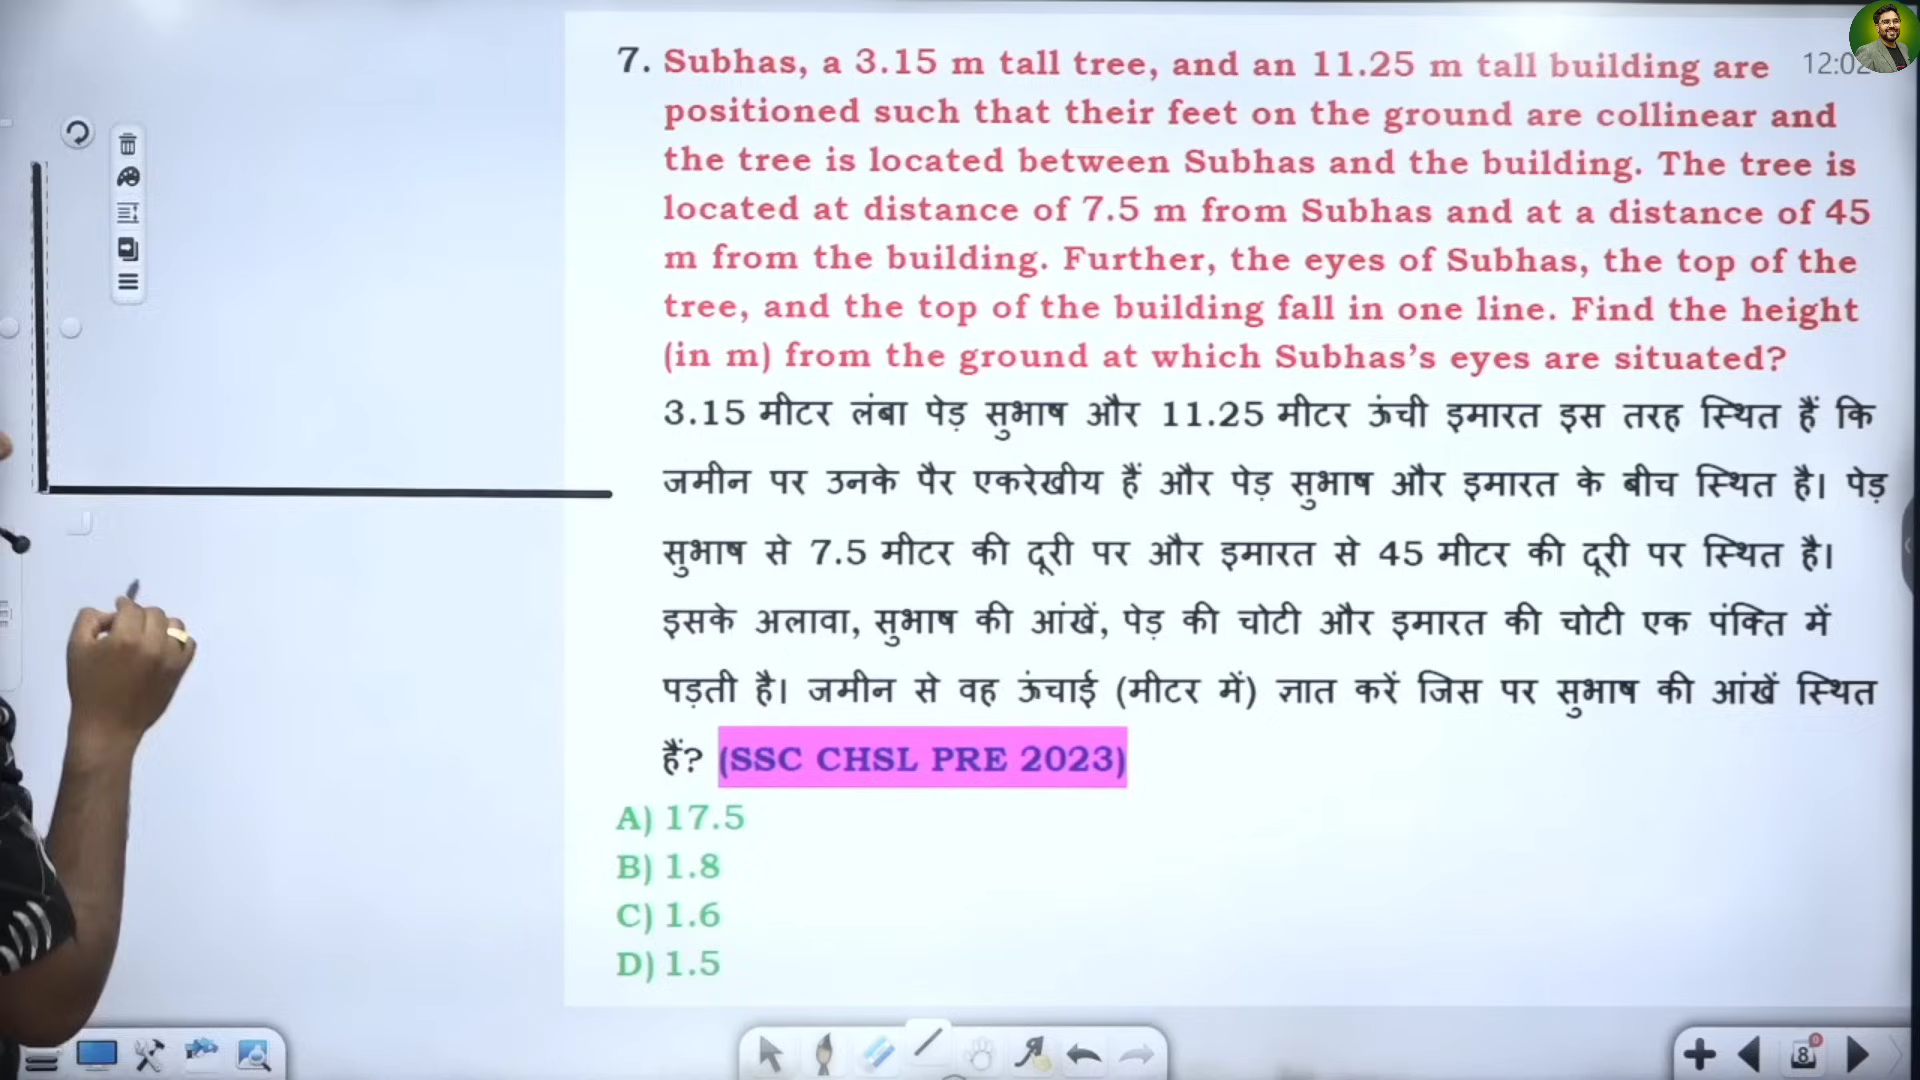 7. Subhas, a 3.15 m tall tree, and an 11.25 m tall building are
12:02
positioned such that their feet on the ground are collinear and
the tree is located between Subhas and the building. The tree is
located at distance of 7.5 m from Subhas and at a distance of 45
m from the building. Further, the eyes of Subhas, the top of the
tree, and the top of the building fall in one line. Find the height
(in m) from the ground at which Subhas’s eyes are situated?
3.15 मीटर लंबा पेड़ सुभाष और 11.25 मीटर ऊंची इमारत इस तरह स्थित हैं कि
जमीन पर उनके पैर एकरेखीय हैं और पेड़ सुभाष और इमारत के बीच स्थित है। पेड़
सुभाष से 7.5 मीटर की दूरी पर और इमारत से 45 मीटर की दूरी पर स्थित है।
इसके अलावा, सुभाष की आंखें, पेड़ की चोटी और इमारत की चोटी एक पंक्ति में
पड़ती है। जमीन से वह ऊंचाई (मीटर में) ज्ञात करें जिस पर सुभाष की आंखें स्थित
हैं? (SSC CHSL PRE 2023)
A) 17.5
B) 1.8
C) 1.6
D) 1.5
8